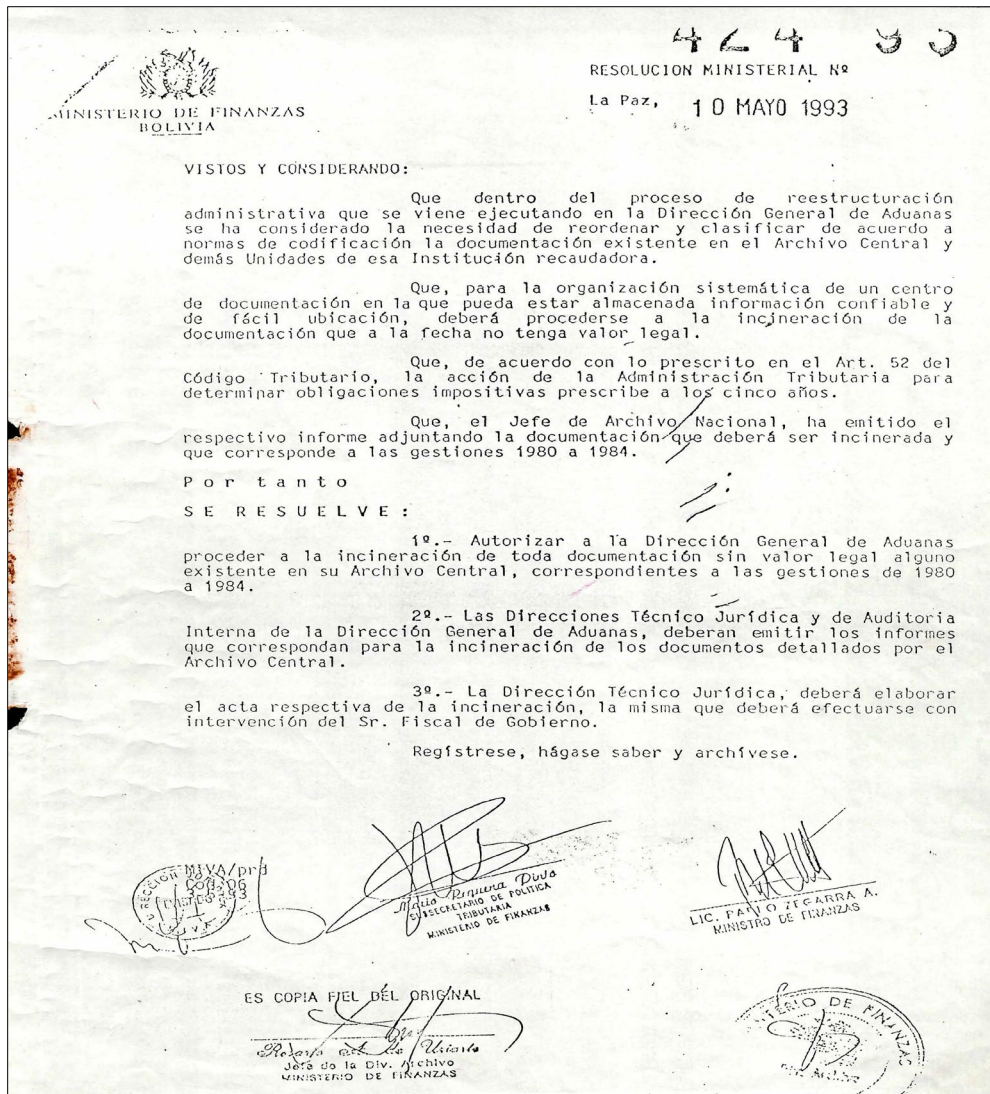 424 93
RESOLUCION MINISTERIAL Nº
La Paz, 10 MAYO 1993
MINISTERIO DE FINANZAS
BOLIVIA
VISTOS Y CONSIDERANDO:
Que dentro del proceso de reestructuración
administrativa que se viene ejecutando en la Dirección General de Aduanas
se ha considerado la necesidad de reordenar y clasificar de acuerdo a
normas de codificación la documentación existente en el Archivo Central y
demás Unidades de esa Institución recaudadora.
Que, para la organización sistemática de un centro
de documentación en la que pueda estar almacenada información confiable y
de fácil ubicación, deberá procederse a la incineración de la
documentación que a la fecha no tenga valor legal.
Que, de acuerdo con lo prescrito en el Art. 52 del
Código Tributario, la acción de la Administración Tributaria para
determinar obligaciones impositivas prescribe a los cinco años.
Que, el Jefe de Archivo Nacional, ha emitido el
respectivo informe adjuntando la documentación que deberá ser incinerada y
que corresponde a las gestiones 1980 a 1984.
Por tanto
SE RESUELVE:
1º.- Autorizar a la Dirección General de Aduanas
proceder a la incineración de toda documentación sin valor legal alguno
existente en su Archivo Central, correspondientes a las gestiones de 1980
a 1984.
2º.- Las Direcciones Técnico Jurídica y de Auditoria
Interna de la Dirección General de Aduanas, deberan emitir los informes
que correspondan para la incineración de los documentos detallados por el
Archivo Central.
3º.- La Dirección Técnico Jurídica, deberá elaborar
el acta respectiva de la incineración, la misma que deberá efectuarse con
intervención del Sr. Fiscal de Gobierno.
Regístrese, hágase saber y archívese.
MIVA/prd
SUBSECRETARIO DE POLITICA
TRIBUTARIA
MINISTERIO DE FINANZAS
LIC. PABLO ZEGARRA A.
MINISTRO DE FINANZAS
ES COPIA FIEL DEL ORIGINAL
Jefe de la Div. Archivo
MINISTERIO DE FINANZAS
MINISTERIO DE FINANZAS